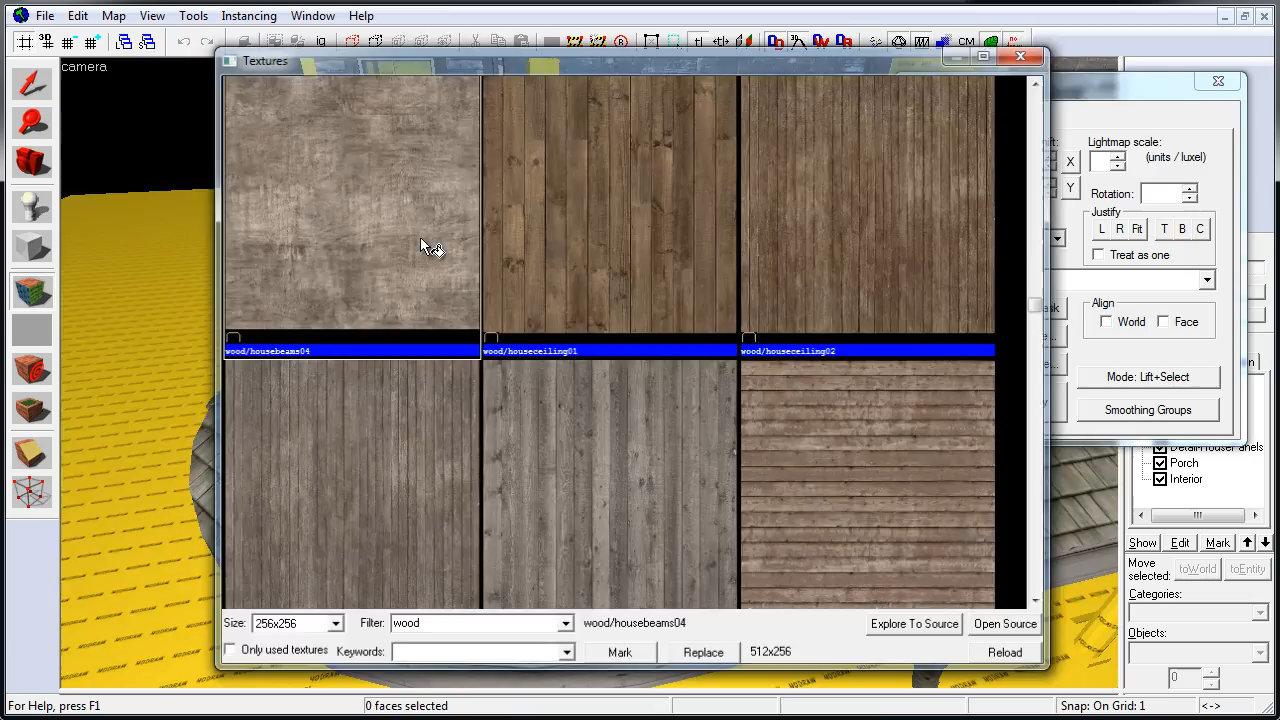 File Edit Map View Tools Instancing Window Help
camera
Textures
wood/housebeams04
wood/houseceiling01
wood/houseceiling02
Size: 256x256 Filter: wood wood/housebeams04 Explore To Source Open Source
Only used textures Keywords: Mark Replace 512x256 Reload
Lightmap scale:
X (units / luxel)
Y Rotation:
Justify
L R Fit T B C
Treat as one
Align
World Face
Mode: Lift+Select
Smoothing Groups
Porch
Interior
Show Edit Mark
Move selected: toWorld toEntity
Categories:
Objects:
0
For Help, press F1 0 faces selected Snap: On Grid: 1 <->